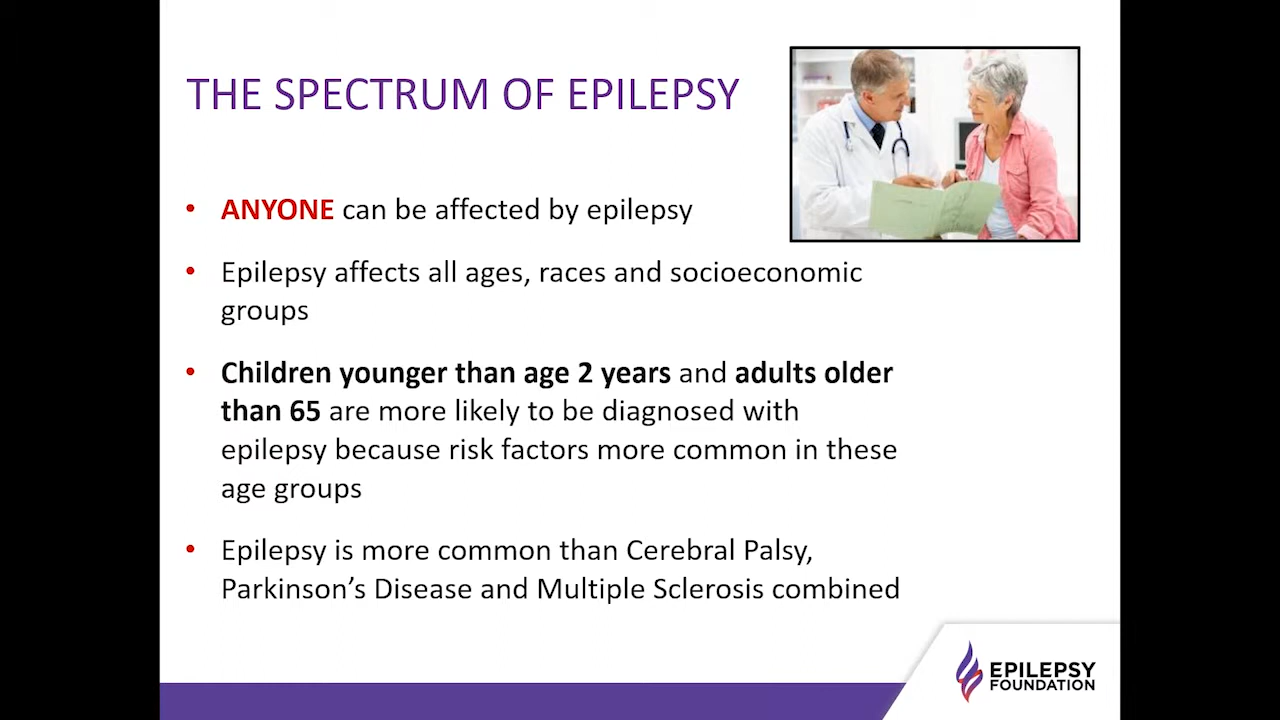 THE SPECTRUM OF EPILEPSY
• ANYONE can be affected by epilepsy
• Epilepsy affects all ages, races and socioeconomic
groups
• Children younger than age 2 years and adults older
than 65 are more likely to be diagnosed with
epilepsy because risk factors more common in these
age groups
• Epilepsy is more common than Cerebral Palsy,
Parkinson’s Disease and Multiple Sclerosis combined
EPILEPSY
FOUNDATION